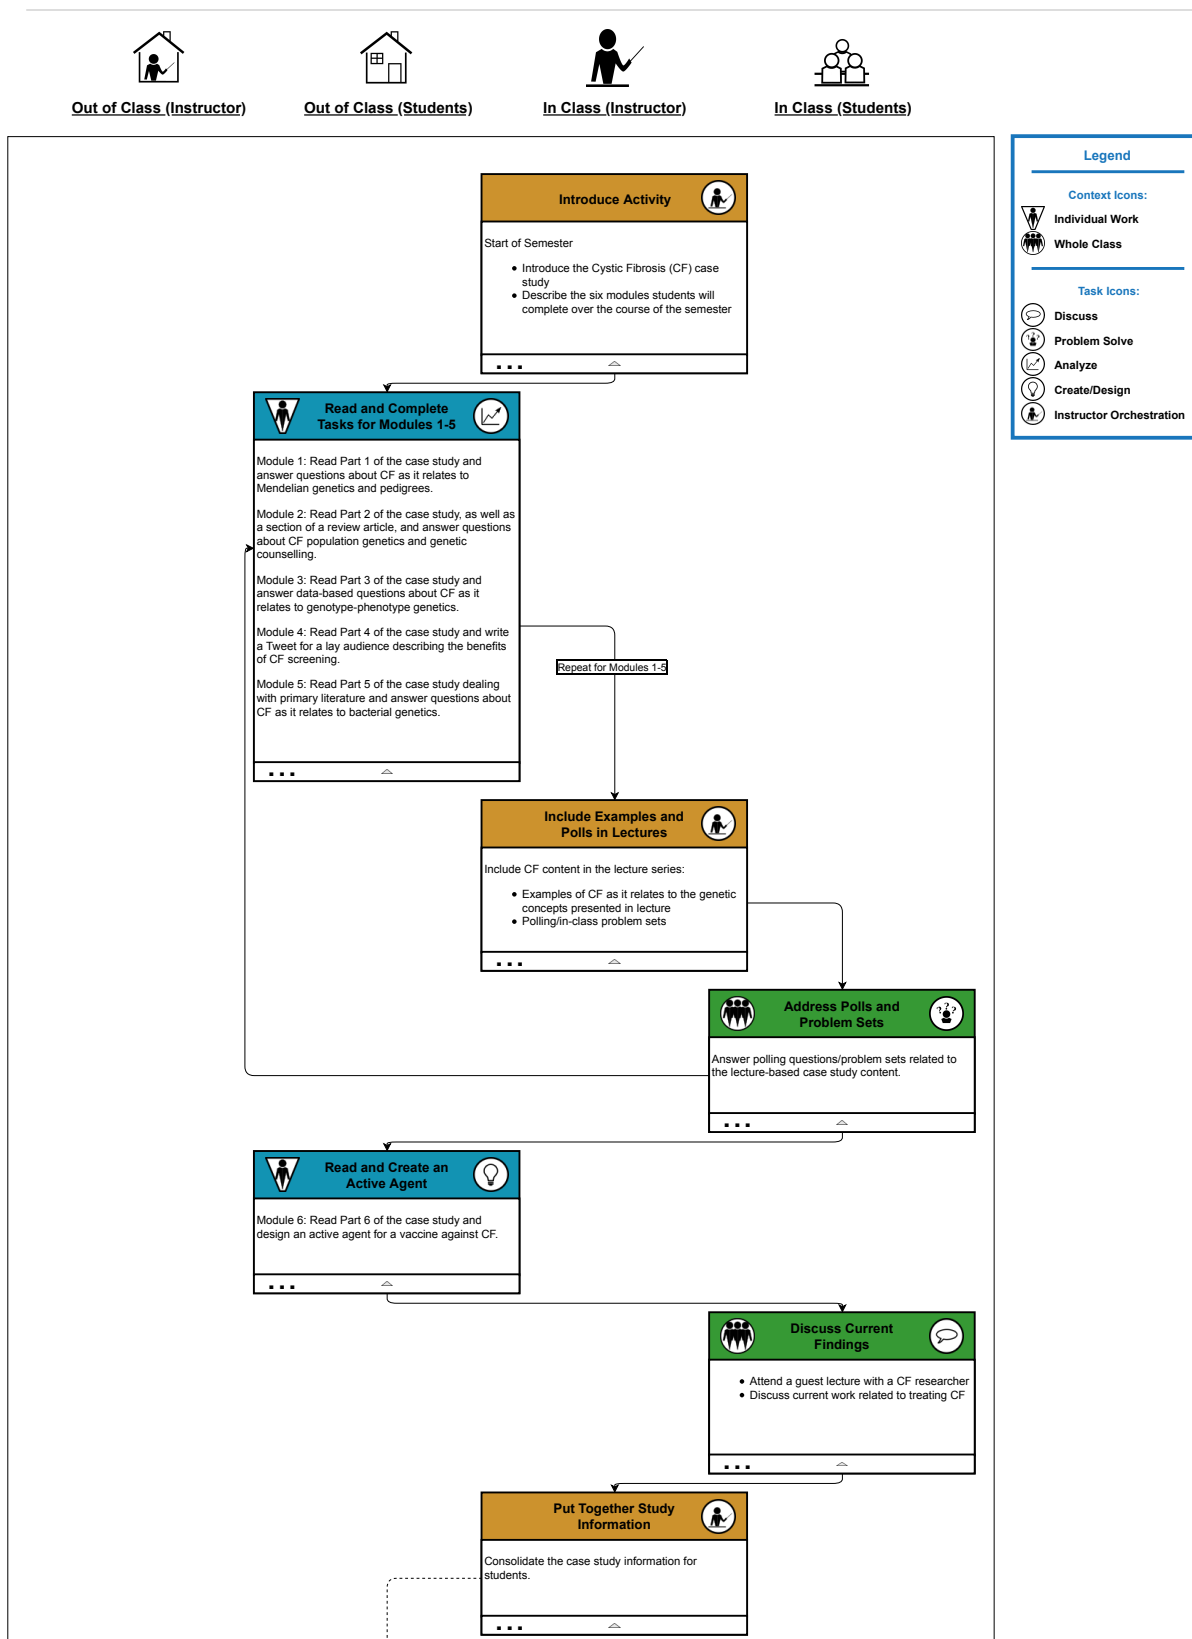 Out of Class (Instructor)
Out of Class (Students)
In Class (Instructor)
In Class (Students)
Legend
Context Icons:
Individual Work
Whole Class
Task Icons:
Discuss
Problem Solve
Analyze
Create/Design
Instructor Orchestration
Introduce Activity
Start of Semester
• Introduce the Cystic Fibrosis (CF) case
study
• Describe the six modules students will
complete over the course of the semester
Read and Complete
Tasks for Modules 1-5
Module 1: Read Part 1 of the case study and
answer questions about CF as it relates to
Mendelian genetics and pedigrees.
Module 2: Read Part 2 of the case study, as well as
a section of a review article, and answer questions
about CF population genetics and genetic
counselling.
Module 3: Read Part 3 of the case study and
answer data-based questions about CF as it
relates to genotype-phenotype genetics.
Module 4: Read Part 4 of the case study and write
a Tweet for a lay audience describing the benefits
of CF screening.
Module 5: Read Part 5 of the case study dealing
with primary literature and answer questions about
CF as it relates to bacterial genetics.
Repeat for Modules 1-5
Include Examples and
Polls in Lectures
Include CF content in the lecture series:
• Examples of CF as it relates to the genetic
concepts presented in lecture
• Polling/in-class problem sets
Address Polls and
Problem Sets
Answer polling questions/problem sets related to
the lecture-based case study content.
Read and Create an
Active Agent
Module 6: Read Part 6 of the case study and
design an active agent for a vaccine against CF.
Discuss Current
Findings
• Attend a guest lecture with a CF researcher
• Discuss current work related to treating CF
Put Together Study
Information
Consolidate the case study information for
students.